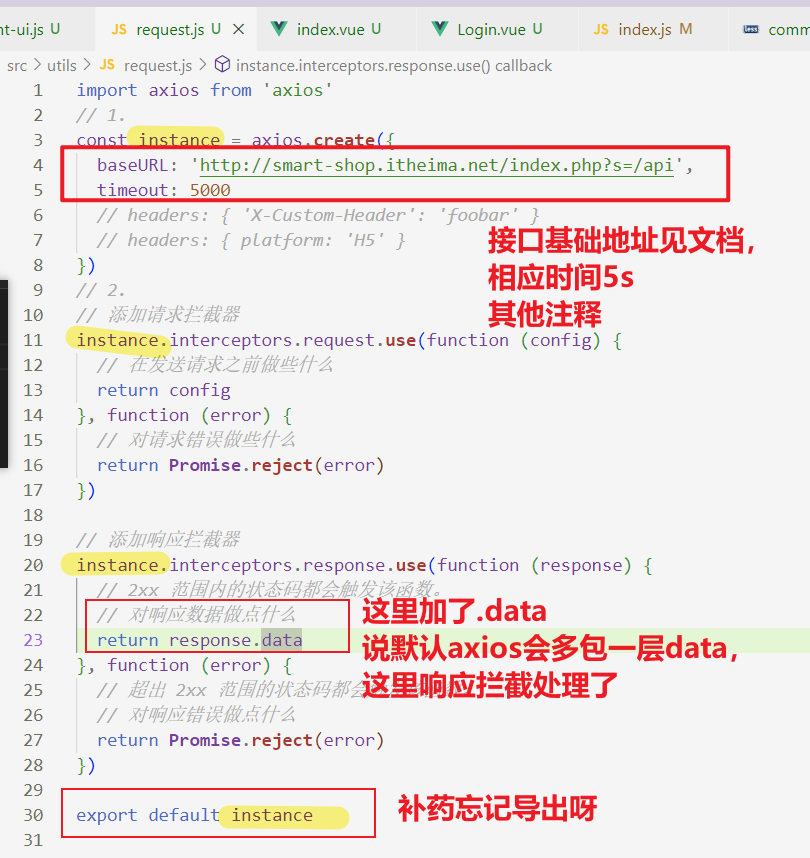 nt-ui.js U JS request.js U × index.vue U Login.vue U JS index.js M less comm
src > utils > JS request.js > instance.interceptors.response.use() callback
1 import axios from 'axios'
2 // 1.
3 const instance = axios.create({
4 baseURL: 'http://smart-shop.itheima.net/index.php?s=/api',
5 timeout: 5000
6 // headers: { 'X-Custom-Header': 'foobar' }
7 // headers: { platform: 'H5' }
接口基础地址见文档,
相应时间5s
其他注释
8 })
9 // 2.
10 // 添加请求拦截器
11 instance.interceptors.request.use(function (config) {
12 // 在发送请求之前做些什么
13 return config
14 }, function (error) {
15 // 对请求错误做些什么
16 return Promise.reject(error)
17 })
18
19 // 添加响应拦截器
20 instance.interceptors.response.use(function (response) {
21 // 2xx 范围内的状态码都会触发该函数。
22 // 对响应数据做点什么
23 return response.data
这里加了.data
说默认axios会多包一层data,
这里响应拦截处理了
24 }, function (error) {
25 // 超出 2xx 范围的状态码都会
26 // 对响应错误做点什么
27 return Promise.reject(error)
28 })
29
30 export default instance
补药忘记导出呀
31